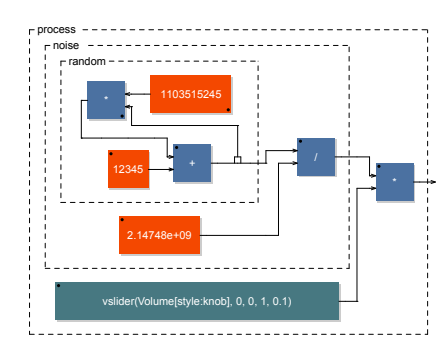 process
noise
random
*
1103515245
12345
+
/
*
2.14748e+09
vslider(Volume[style:knob], 0, 0, 1, 0.1)